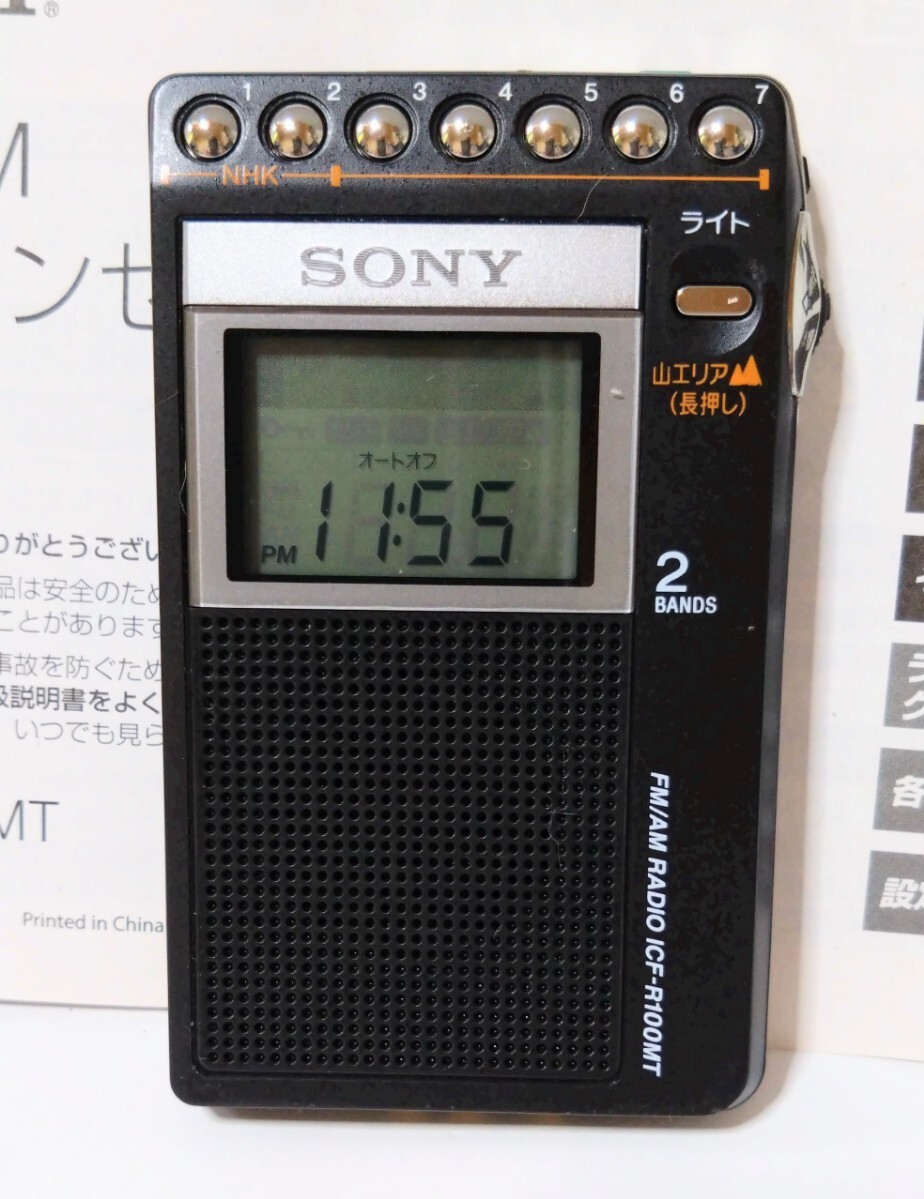 ®
1 2 3 4 5 6 7
NHK
ライト
SONY
山エリア
(長押し)
オートオフ
PM 11:55
2
BANDS
FM/AM RADIO ICF-R100MT
M
ンセ
りがとうござい
品は安全のため
ことがあります
事故を防ぐため
扱説明書をよく
いつでも見ら
MT
Printed in China
各
設定